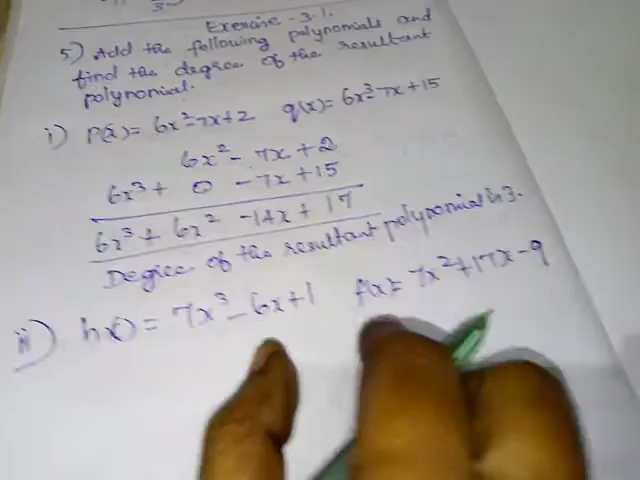 3
Exercise - 3.1.
5) Add the following polynomials and
find the degree of the resultant
polynomial.
i) P(x) = 6x² - 7x + 2 q(x) = 6x³ - 7x + 15
6x² - 7x + 2
6x³ + 0 - 7x + 15
6x³ + 6x² - 14x + 17
Degree of the resultant polynomial is 3.
ii) h(x) = 7x³ - 6x + 1 f(x) = 7x² + 17x - 9